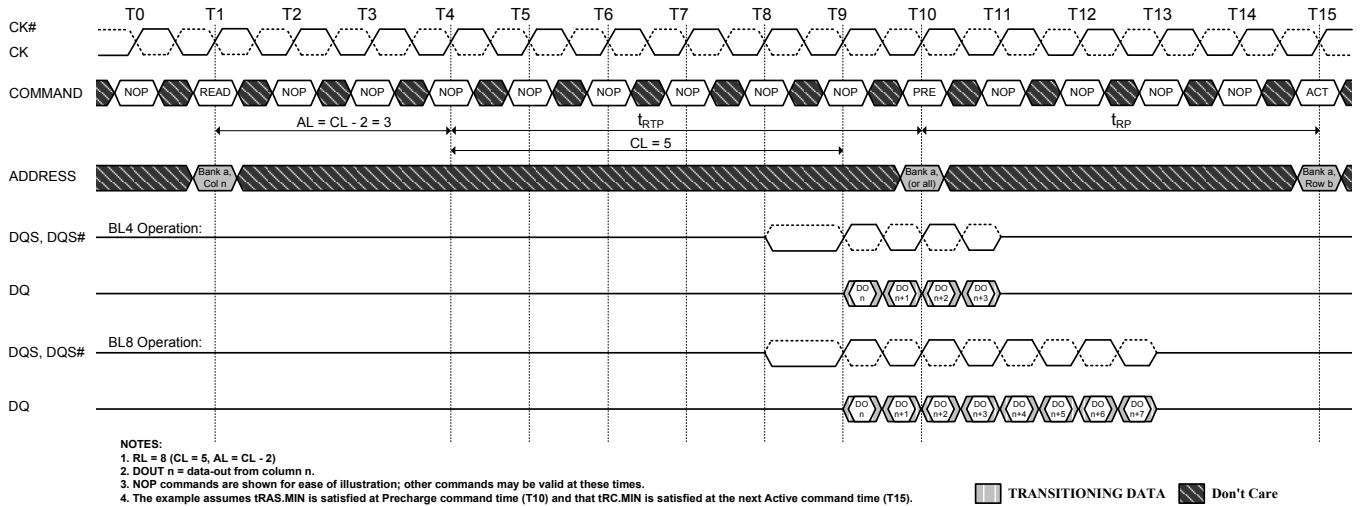 T0 T1 T2 T3 T4 T5 T6 T7 T8 T9 T10 T11 T12 T13 T14 T15
CK#
CK
COMMAND NOP READ NOP NOP NOP NOP NOP NOP NOP NOP PRE NOP NOP NOP NOP ACT
AL = CL - 2 = 3 tRTP tRP
CL = 5
ADDRESS Bank a, Col n Bank a, (or all) Bank a, Row b
DQS, DQS# BL4 Operation:
DQ DO n DO n+1 DO n+2 DO n+3
DQS, DQS# BL8 Operation:
DQ DO n DO n+1 DO n+2 DO n+3 DO n+4 DO n+5 DO n+6 DO n+7
NOTES:
1. RL = 8 (CL = 5, AL = CL - 2)
2. DOUT n = data-out from column n.
3. NOP commands are shown for ease of illustration; other commands may be valid at these times.
4. The example assumes tRAS.MIN is satisfied at Precharge command time (T10) and that tRC.MIN is satisfied at the next Active command time (T15).
TRANSITIONING DATA Don't Care